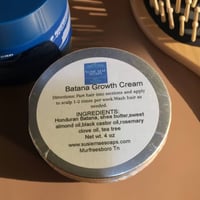 Batana Growth Cream
Directions: Part hair into sections and apply
to scalp 1-2 times per week.Wash hair as
needed.
INGREDIENTS:
Honduran Batana, shea butter,sweet
almond oil,black castor oil,rosemary
clove oil, tea tree
Net wt. 4 oz
www.susiernaescaps.com
Murfreesboro Tn